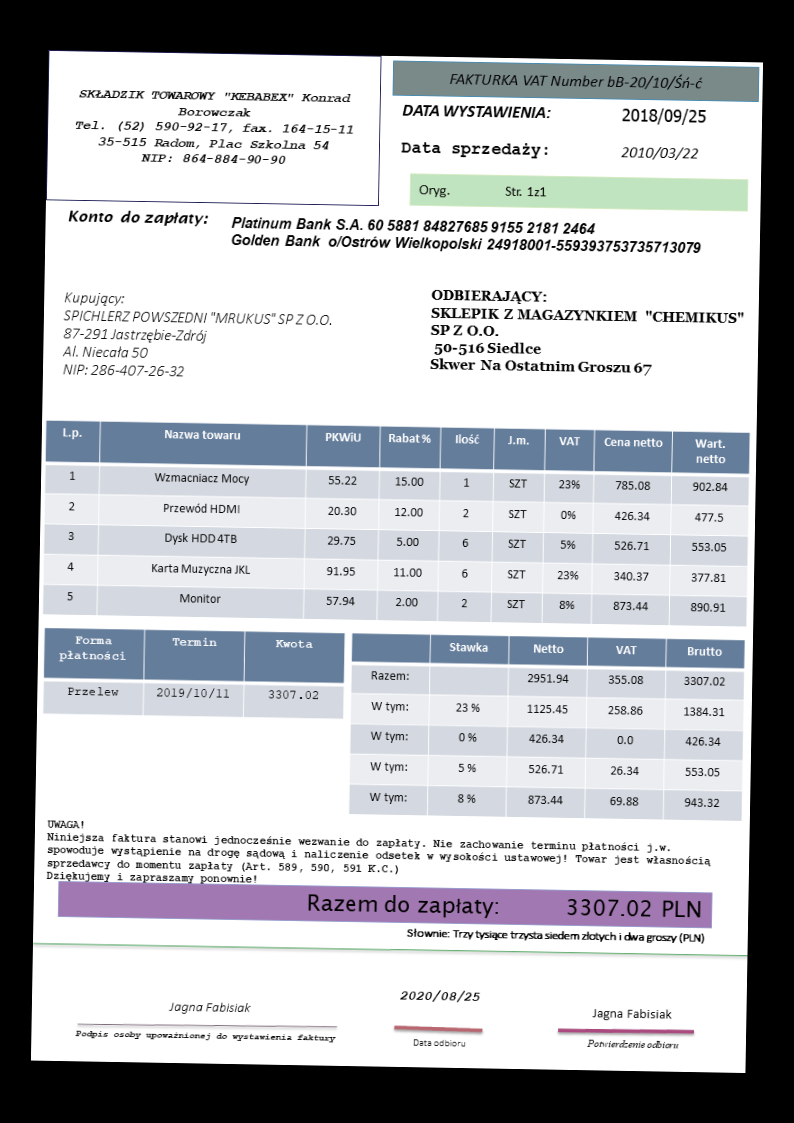 SKŁADZIK TOWAROWY "KEBABEX" Konrad
Borowczak
Tel. (52) 590-92-17, fax. 164-15-11
35-515 Radom, Plac Szkolna 54
NIP: 864-884-90-90
FAKTURKA VAT Number bB-20/10/Śń-ć
DATA WYSTAWIENIA: 2018/09/25
Data sprzedaży: 2010/03/22
Oryg. Str. 1z1
Konto do zapłaty: Platinum Bank S.A. 60 5881 84827685 9155 2181 2464
Golden Bank o/Ostrów Wielkopolski 24918001-559393753735713079
Kupujący:
SPICHLERZ POWSZEDNI "MRUKUS" SP Z O.O.
87-291 Jastrzębie-Zdrój
Al. Niecała 50
NIP: 286-407-26-32
ODBIERAJĄCY:
SKLEPIK Z MAGAZYNKIEM "CHEMIKUS"
SP Z O.O.
50-516 Siedlce
Skwer Na Ostatnim Groszu 67
L.p. Nazwa towaru PKWiU Rabat % Ilość J.m. VAT Cena netto Wart. netto
1 Wzmacniacz Mocy 55.22 15.00 1 SZT 23% 785.08 902.84
2 Przewód HDMI 20.30 12.00 2 SZT 0% 426.34 477.5
3 Dysk HDD 4TB 29.75 5.00 6 SZT 5% 526.71 553.05
4 Karta Muzyczna JKL 91.95 11.00 6 SZT 23% 340.37 377.81
5 Monitor 57.94 2.00 2 SZT 8% 873.44 890.91
Forma płatności Termin Kwota
Przelew 2019/10/11 3307.02
Stawka Netto VAT Brutto
Razem: 2951.94 355.08 3307.02
W tym: 23 % 1125.45 258.86 1384.31
W tym: 0 % 426.34 0.0 426.34
W tym: 5 % 526.71 26.34 553.05
W tym: 8 % 873.44 69.88 943.32
UWAGA!
Niniejsza faktura stanowi jednocześnie wezwanie do zapłaty. Nie zachowanie terminu płatności j.w.
spowoduje wystąpienie na drogę sądową i naliczenie odsetek w wysokości ustawowej! Towar jest własnością
sprzedawcy do momentu zapłaty (Art. 589, 590, 591 K.C.)
Dziękujemy i zapraszamy ponownie!
Razem do zapłaty: 3307.02 PLN
Słownie: Trzy tysiące trzysta siedem złotych i dwa groszy (PLN)
Jagna Fabisiak
Podpis osoby upoważnionej do wystawienia faktury
2020/08/25
Data odbioru
Jagna Fabisiak
Potwierdzenie odbioru